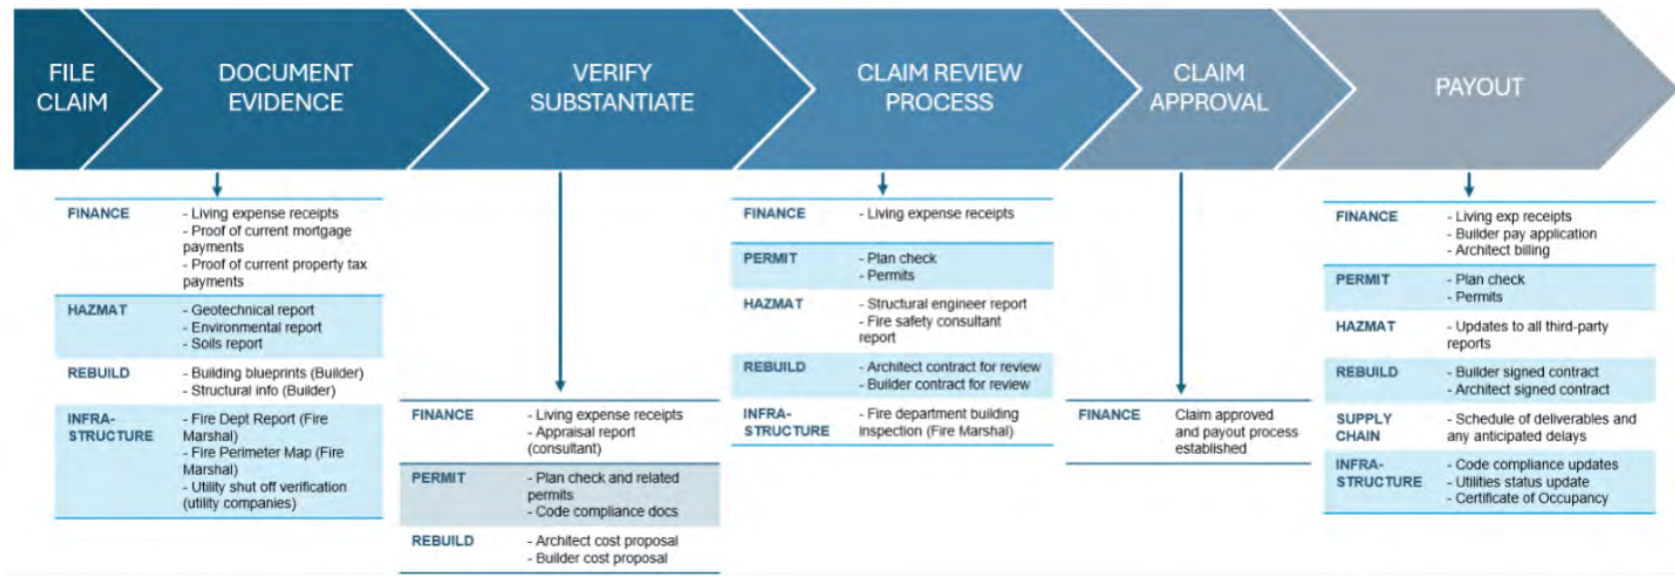 FILE
CLAIM
DOCUMENT
EVIDENCE
VERIFY
SUBSTANTIATE
CLAIM REVIEW
PROCESS
CLAIM
APPROVAL
PAYOUT
FINANCE
- Living expense receipts
- Proof of current mortgage
payments
- Proof of current property tax
payments
HAZMAT
- Geotechnical report
- Environmental report
- Soils report
REBUILD
- Building blueprints (Builder)
- Structural info (Builder)
INFRA-
STRUCTURE
- Fire Dept Report (Fire
Marshal)
- Fire Perimeter Map (Fire
Marshal)
- Utility shut off verification
(utility companies)
FINANCE
- Living expense receipts
- Appraisal report
(consultant)
PERMIT
- Plan check and related
permits
- Code compliance docs
REBUILD
- Architect cost proposal
- Builder cost proposal
FINANCE
- Living expense receipts
PERMIT
- Plan check
- Permits
HAZMAT
- Structural engineer report
- Fire safety consultant
report
REBUILD
- Architect contract for review
- Builder contract for review
INFRA-
STRUCTURE
- Fire department building
inspection (Fire Marshal)
FINANCE
Claim approved
and payout process
established
FINANCE
- Living exp receipts
- Builder pay application
- Architect billing
PERMIT
- Plan check
- Permits
HAZMAT
- Updates to all third-party
reports
REBUILD
- Builder signed contract
- Architect signed contract
SUPPLY
CHAIN
- Schedule of deliverables and
any anticipated delays
INFRA-
STRUCTURE
- Code compliance updates
- Utilities status update
- Certificate of Occupancy